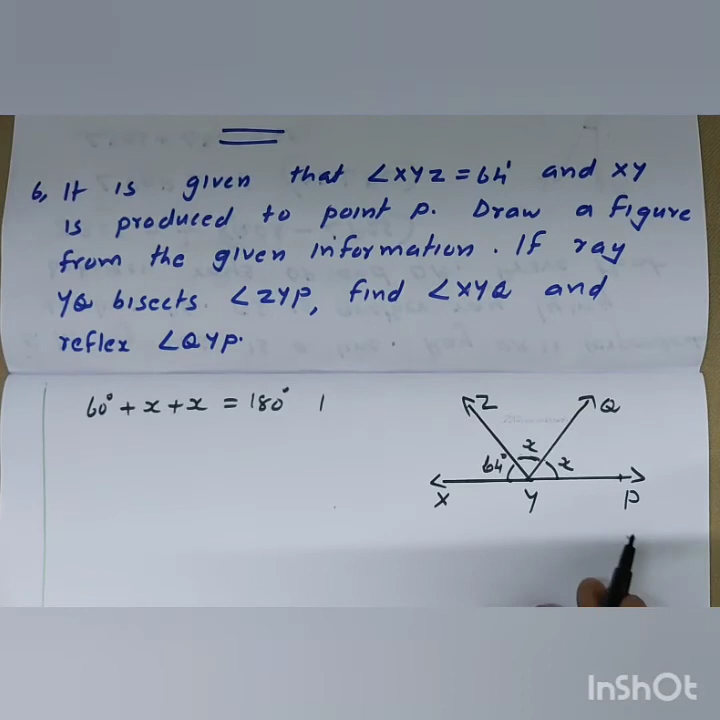 6, It is given that ∠XYZ = 64° and XY
is produced to point P. Draw a figure
from the given information. If ray
YQ bisects ∠ZYP, find ∠XYQ and
reflex ∠QYP.
60° + x + x = 180° |
Z Q
64° x x
X Y P
InShOt